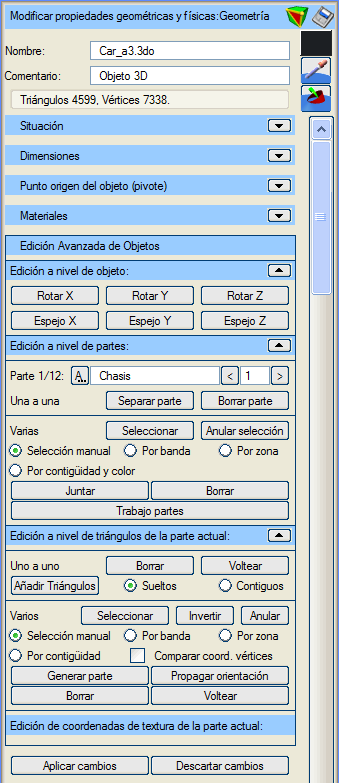 Modificar propiedades geométricas y físicas:Geometría
Nombre: Car_a3.3do
Comentario: Objeto 3D
Triángulos 4599, Vértices 7338.
Situación
Dimensiones
Punto origen del objeto (pivote)
Materiales
Edición Avanzada de Objetos
Edición a nivel de objeto:
Rotar X Rotar Y Rotar Z
Espejo X Espejo Y Espejo Z
Edición a nivel de partes:
Parte 1/12: A.. Chasis < 1 >
Una a una Separar parte Borrar parte
Varias Seleccionar Anular selección
Selección manual Por banda Por zona
Por contigüidad y color
Juntar Borrar
Trabajo partes
Edición a nivel de triángulos de la parte actual:
Uno a uno Borrar Voltear
Añadir Triángulos Sueltos Contiguos
Varios Seleccionar Invertir Anular
Selección manual Por banda Por zona
Por contigüidad Comparar coord. vértices
Generar parte Propagar orientación
Borrar Voltear
Edición de coordenadas de textura de la parte actual:
Aplicar cambios Descartar cambios